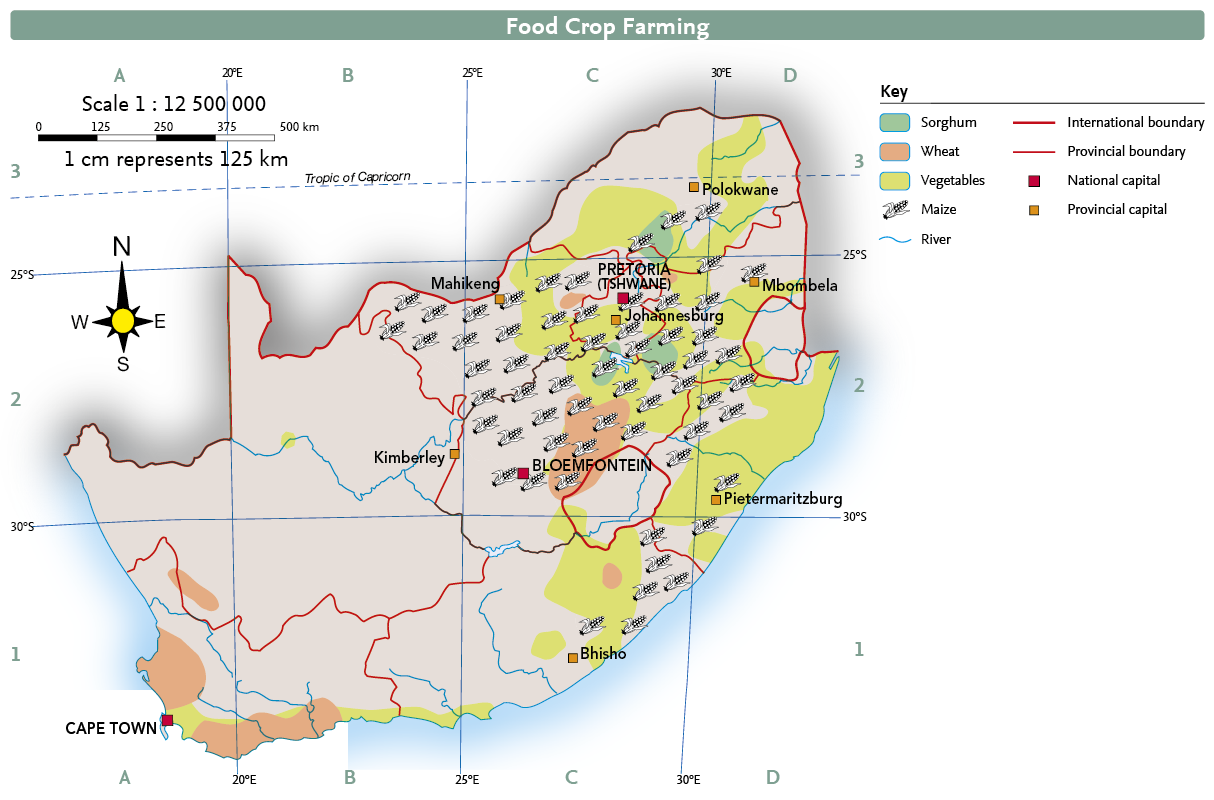 Food Crop Farming
A
20°E
B
25°E
C
30°E
D
Scale 1 : 12 500 000
0 125 250 375 500 km
1 cm represents 125 km
Key
Sorghum
Wheat
Vegetables
Maize
River
International boundary
Provincial boundary
National capital
Provincial capital
3
3
Tropic of Capricorn
Polokwane
N
W
E
S
25°S
25°S
PRETORIA
(TSHWANE)
Mahikeng
Mbombela
Johannesburg
2
2
Kimberley
BLOEMFONTEIN
Pietermaritzburg
30°S
30°S
1
1
Bhisho
CAPE TOWN
A
20°E
B
25°E
C
30°E
D